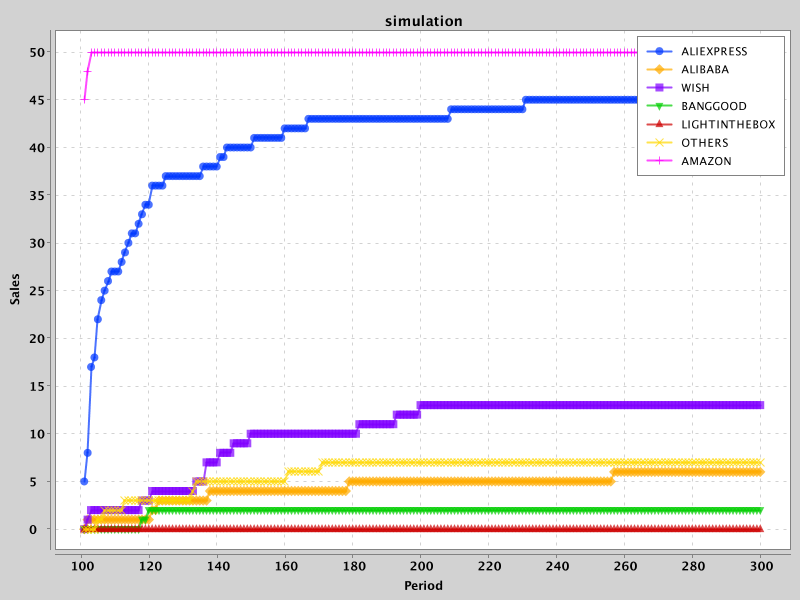 simulation
50
45
40
35
30
25
20
15
10
5
0
Sales
ALIEXPRESS
ALIBABA
WISH
BANGGOOD
LIGHTINTHEBOX
OTHERS
AMAZON
100 120 140 160 180 200 220 240 260 280 300
Period